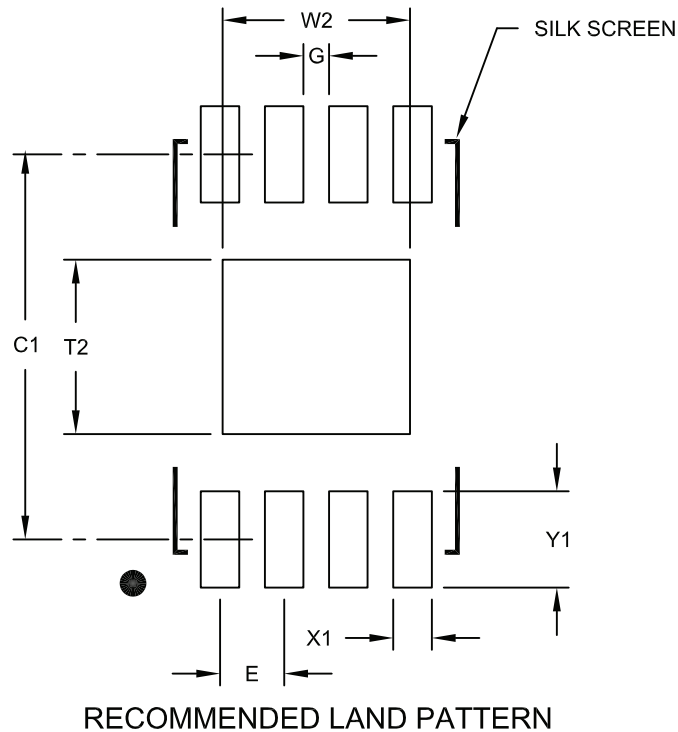 W2
SILK SCREEN
G
C1
T2
Y1
X1
E
RECOMMENDED LAND PATTERN